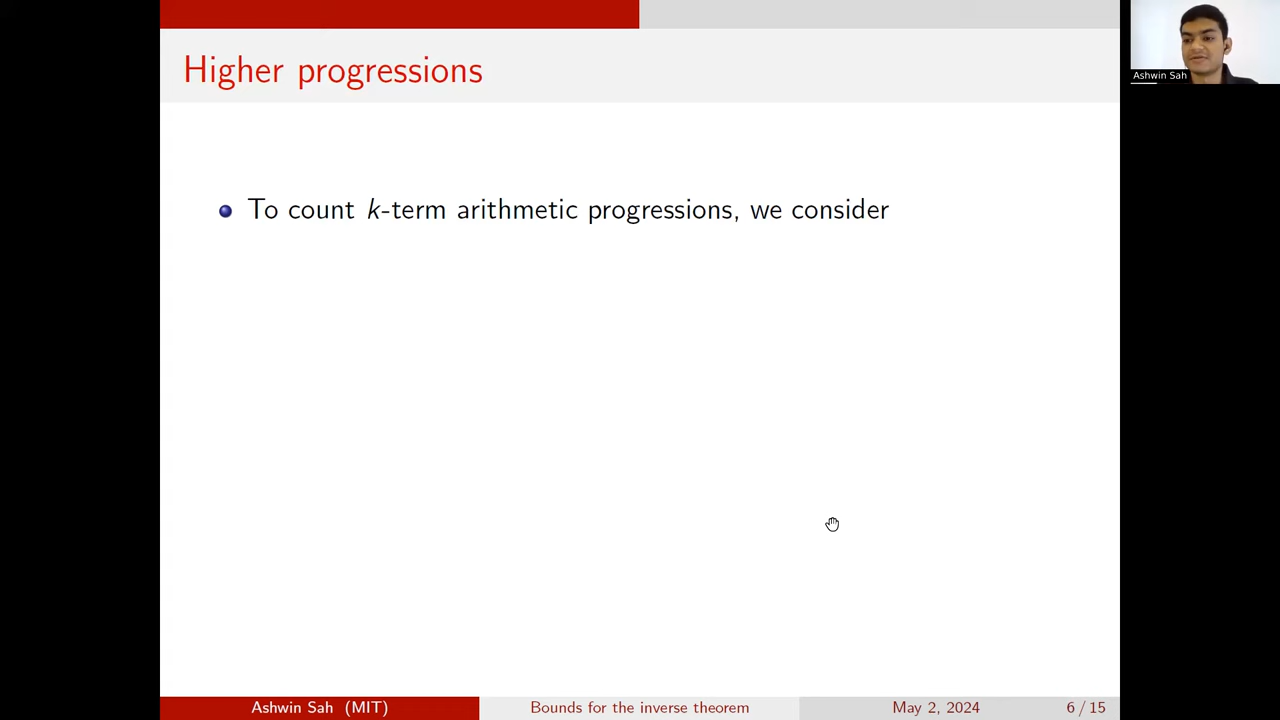 Higher progressions
Ashwin Sah
To count k-term arithmetic progressions, we consider
Ashwin Sah (MIT)
Bounds for the inverse theorem
May 2, 2024
6 / 15